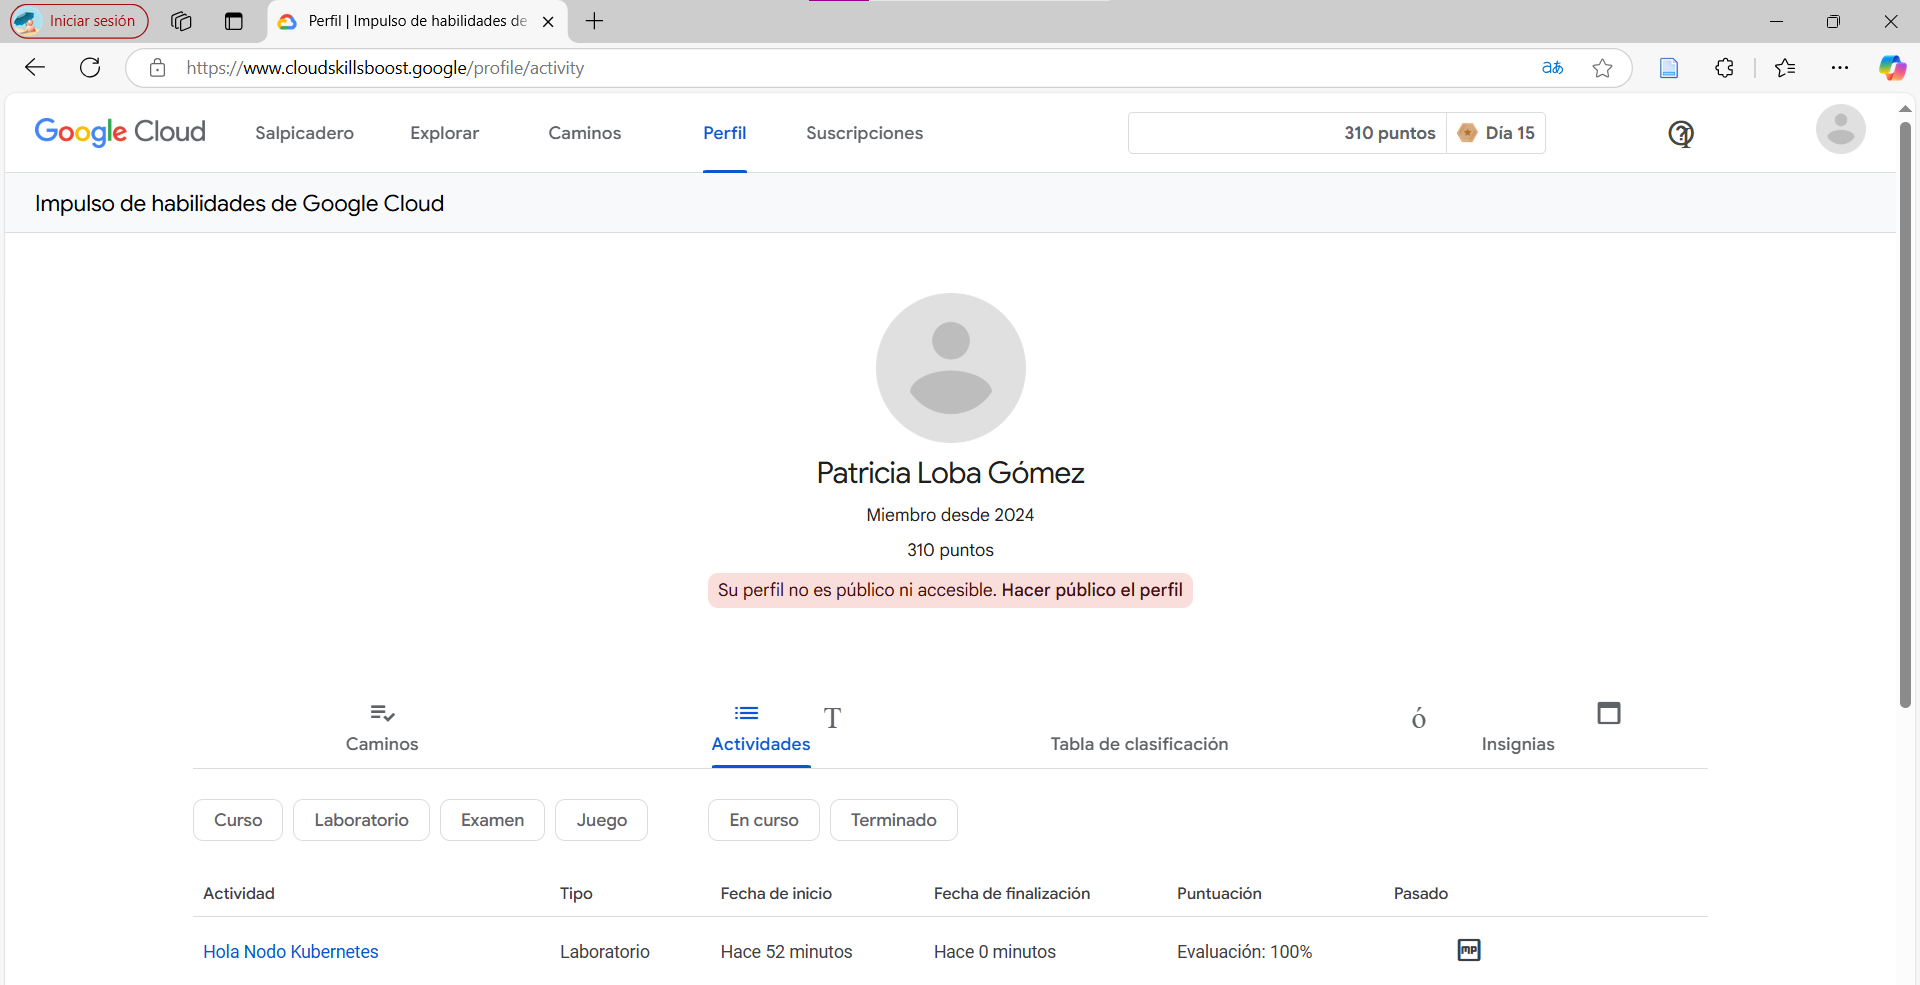 Iniciar sesión
Perfil | Impulso de habilidades de
https://www.cloudskillsboost.google/profile/activity
aあ
Google Cloud
Salpicadero
Explorar
Caminos
Perfil
Suscripciones
310 puntos
Día 15
Impulso de habilidades de Google Cloud
Patricia Loba Gómez
Miembro desde 2024
310 puntos
Su perfil no es público ni accesible. Hacer público el perfil
Caminos
T
Actividades
Tabla de clasificación
ó
Insignias
Curso
Laboratorio
Examen
Juego
En curso
Terminado
Actividad
Tipo
Fecha de inicio
Fecha de finalización
Puntuación
Pasado
Hola Nodo Kubernetes
Laboratorio
Hace 52 minutos
Hace 0 minutos
Evaluación: 100%
MP